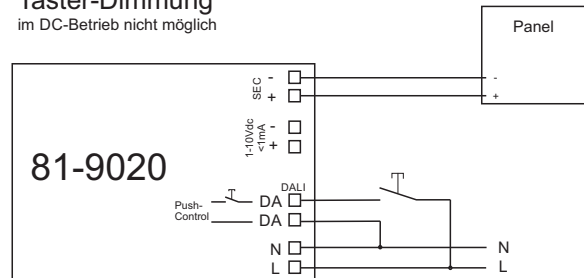 Taster-Dimmung
im DC-Betrieb nicht möglich
Panel
SEC
-
+
-
+
1-10Vdc
<1mA
-
+
81-9020
DALI
Push-
Control
DA
DA
N
L
N
L